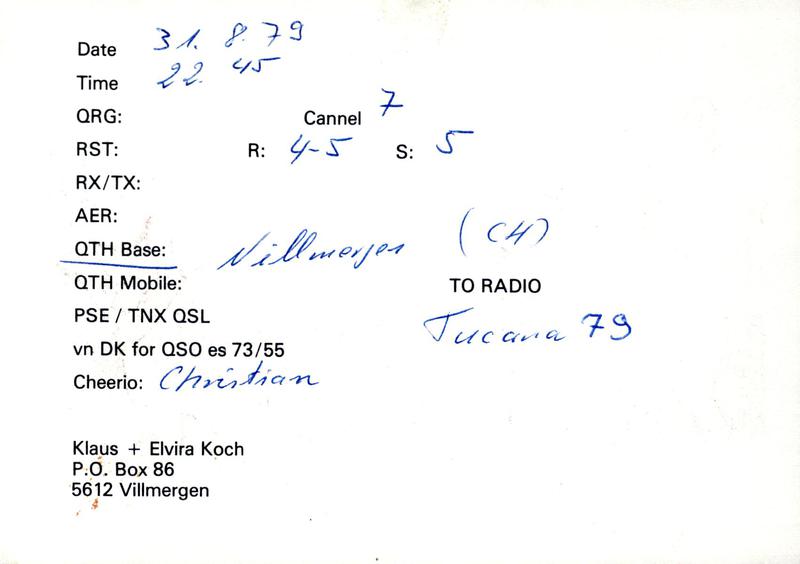 Date 31. 8. 79
Time 22. 45
QRG: Cannel 7
RST: R: 4-5 S: 5
RX/TX:
AER:
QTH Base: Villmergen (CH)
QTH Mobile: TO RADIO
PSE / TNX QSL Tucana 79
vn DK for QSO es 73/55
Cheerio: Christian
Klaus + Elvira Koch
P.O. Box 86
5612 Villmergen